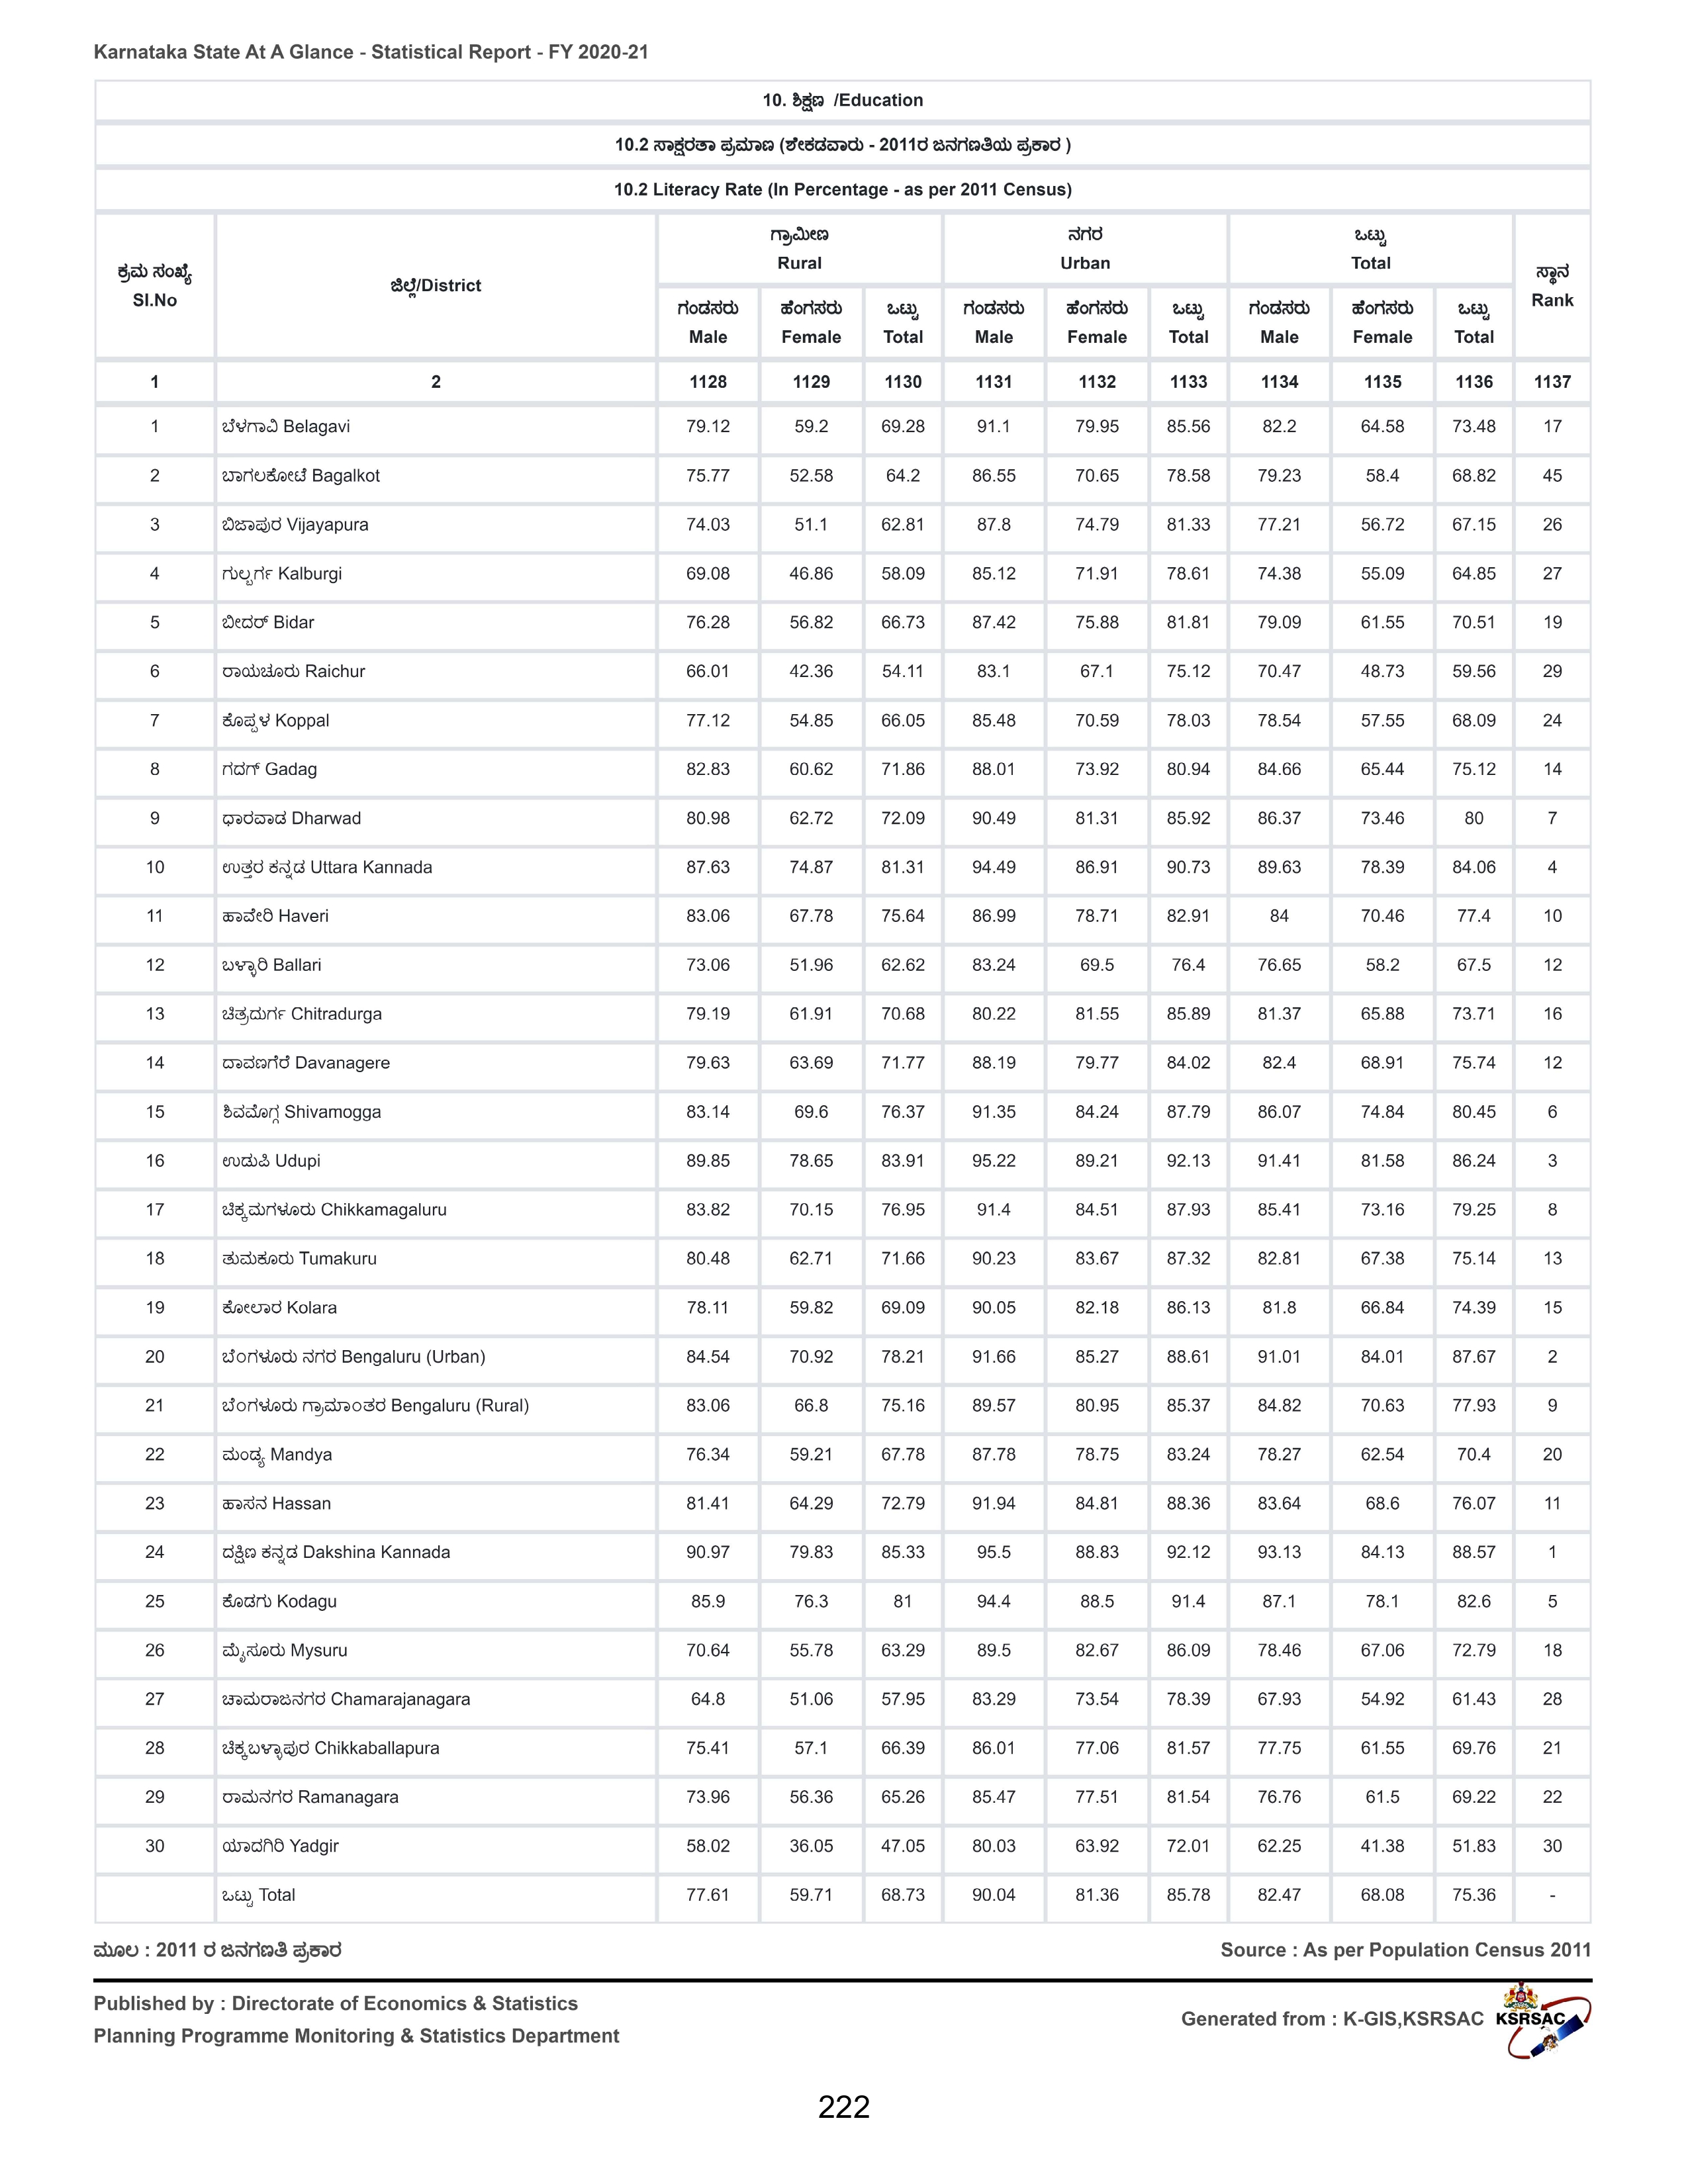 Karnataka State At A Glance - Statistical Report - FY 2020-21
10. ಶಿಕ್ಷಣ /Education
10.2 ಸಾಕ್ಷರತಾ ಪ್ರಮಾಣ (ಶೇಕಡವಾರು - 2011ರ ಜನಗಣತಿಯ ಪ್ರಕಾರ )
10.2 Literacy Rate (In Percentage - as per 2011 Census)
ಕ್ರಮ ಸಂಖ್ಯೆ Sl.No ಜಿಲ್ಲೆ/District ಗ್ರಾಮೀಣ Rural ನಗರ Urban ಒಟ್ಟು Total ಸ್ಥಾನ Rank
ಗಂಡಸರು ಹೆಂಗಸರು ಒಟ್ಟು ಗಂಡಸರು ಹೆಂಗಸರು ಒಟ್ಟು ಗಂಡಸರು ಹೆಂಗಸರು ಒಟ್ಟು
Male Female Total Male Female Total Male Female Total
1 2 1128 1129 1130 1131 1132 1133 1134 1135 1136 1137
1 ಬೆಳಗಾವಿ Belagavi 79.12 59.2 69.28 91.1 79.95 85.56 82.2 64.58 73.48 17
2 ಬಾಗಲಕೋಟೆ Bagalkot 75.77 52.58 64.2 86.55 70.65 78.58 79.23 58.4 68.82 45
3 ಬಿಜಾಪುರ Vijayapura 74.03 51.1 62.81 87.8 74.79 81.33 77.21 56.72 67.15 26
4 ಗುಲ್ಬರ್ಗ Kalburgi 69.08 46.86 58.09 85.12 71.91 78.61 74.38 55.09 64.85 27
5 ಬೀದರ್ Bidar 76.28 56.82 66.73 87.42 75.88 81.81 79.09 61.55 70.51 19
6 ರಾಯಚೂರು Raichur 66.01 42.36 54.11 83.1 67.1 75.12 70.47 48.73 59.56 29
7 ಕೊಪ್ಪಳ Koppal 77.12 54.85 66.05 85.48 70.59 78.03 78.54 57.55 68.09 24
8 ಗದಗ್ Gadag 82.83 60.62 71.86 88.01 73.92 80.94 84.66 65.44 75.12 14
9 ಧಾರವಾಡ Dharwad 80.98 62.72 72.09 90.49 81.31 85.92 86.37 73.46 80 7
10 ಉತ್ತರ ಕನ್ನಡ Uttara Kannada 87.63 74.87 81.31 94.49 86.91 90.73 89.63 78.39 84.06 4
11 ಹಾವೇರಿ Haveri 83.06 67.78 75.64 86.99 78.71 82.91 84 70.46 77.4 10
12 ಬಳ್ಳಾರಿ Ballari 73.06 51.96 62.62 83.24 69.5 76.4 76.65 58.2 67.5 12
13 ಚಿತ್ರದುರ್ಗ Chitradurga 79.19 61.91 70.68 80.22 81.55 85.89 81.37 65.88 73.71 16
14 ದಾವಣಗೆರೆ Davanagere 79.63 63.69 71.77 88.19 79.77 84.02 82.4 68.91 75.74 12
15 ಶಿವಮೊಗ್ಗ Shivamogga 83.14 69.6 76.37 91.35 84.24 87.79 86.07 74.84 80.45 6
16 ಉಡುಪಿ Udupi 89.85 78.65 83.91 95.22 89.21 92.13 91.41 81.58 86.24 3
17 ಚಿಕ್ಕಮಗಳೂರು Chikkamagaluru 83.82 70.15 76.95 91.4 84.51 87.93 85.41 73.16 79.25 8
18 ತುಮಕೂರು Tumakuru 80.48 62.71 71.66 90.23 83.67 87.32 82.81 67.38 75.14 13
19 ಕೋಲಾರ Kolara 78.11 59.82 69.09 90.05 82.18 86.13 81.8 66.84 74.39 15
20 ಬೆಂಗಳೂರು ನಗರ Bengaluru (Urban) 84.54 70.92 78.21 91.66 85.27 88.61 91.01 84.01 87.67 2
21 ಬೆಂಗಳೂರು ಗ್ರಾಮಾಂತರ Bengaluru (Rural) 83.06 66.8 75.16 89.57 80.95 85.37 84.82 70.63 77.93 9
22 ಮಂಡ್ಯ Mandya 76.34 59.21 67.78 87.78 78.75 83.24 78.27 62.54 70.4 20
23 ಹಾಸನ Hassan 81.41 64.29 72.79 91.94 84.81 88.36 83.64 68.6 76.07 11
24 ದಕ್ಷಿಣ ಕನ್ನಡ Dakshina Kannada 90.97 79.83 85.33 95.5 88.83 92.12 93.13 84.13 88.57 1
25 ಕೊಡಗು Kodagu 85.9 76.3 81 94.4 88.5 91.4 87.1 78.1 82.6 5
26 ಮೈಸೂರು Mysuru 70.64 55.78 63.29 89.5 82.67 86.09 78.46 67.06 72.79 18
27 ಚಾಮರಾಜನಗರ Chamarajanagara 64.8 51.06 57.95 83.29 73.54 78.39 67.93 54.92 61.43 28
28 ಚಿಕ್ಕಬಳ್ಳಾಪುರ Chikkaballapura 75.41 57.1 66.39 86.01 77.06 81.57 77.75 61.55 69.76 21
29 ರಾಮನಗರ Ramanagara 73.96 56.36 65.26 85.47 77.51 81.54 76.76 61.5 69.22 22
30 ಯಾದಗಿರಿ Yadgir 58.02 36.05 47.05 80.03 63.92 72.01 62.25 41.38 51.83 30
ಒಟ್ಟು Total 77.61 59.71 68.73 90.04 81.36 85.78 82.47 68.08 75.36 -
ಮೂಲ : 2011 ರ ಜನಗಣತಿ ಪ್ರಕಾರ Source : As per Population Census 2011
Published by : Directorate of Economics & Statistics
Planning Programme Monitoring & Statistics Department
Generated from : K-GIS,KSRSAC KSRSAC
222